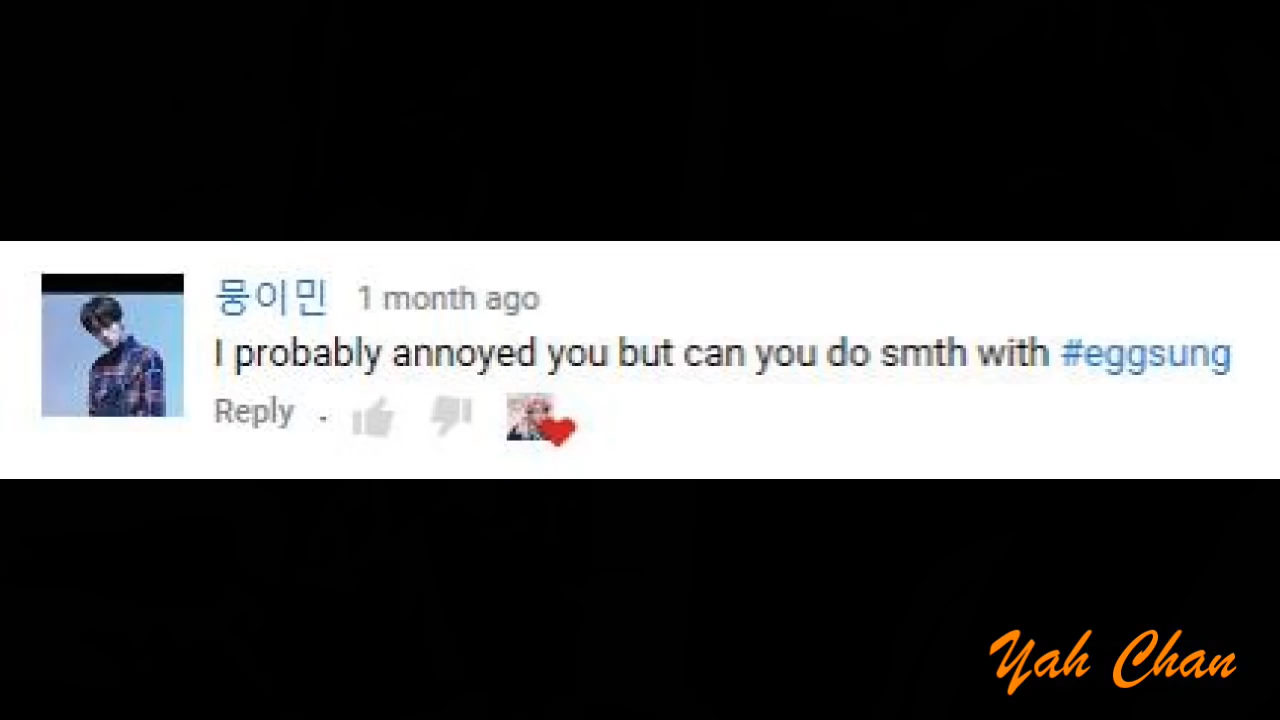 뭉이민 1 month ago
I probably annoyed you but can you do smth with #eggsung
Reply .
Yah Chan